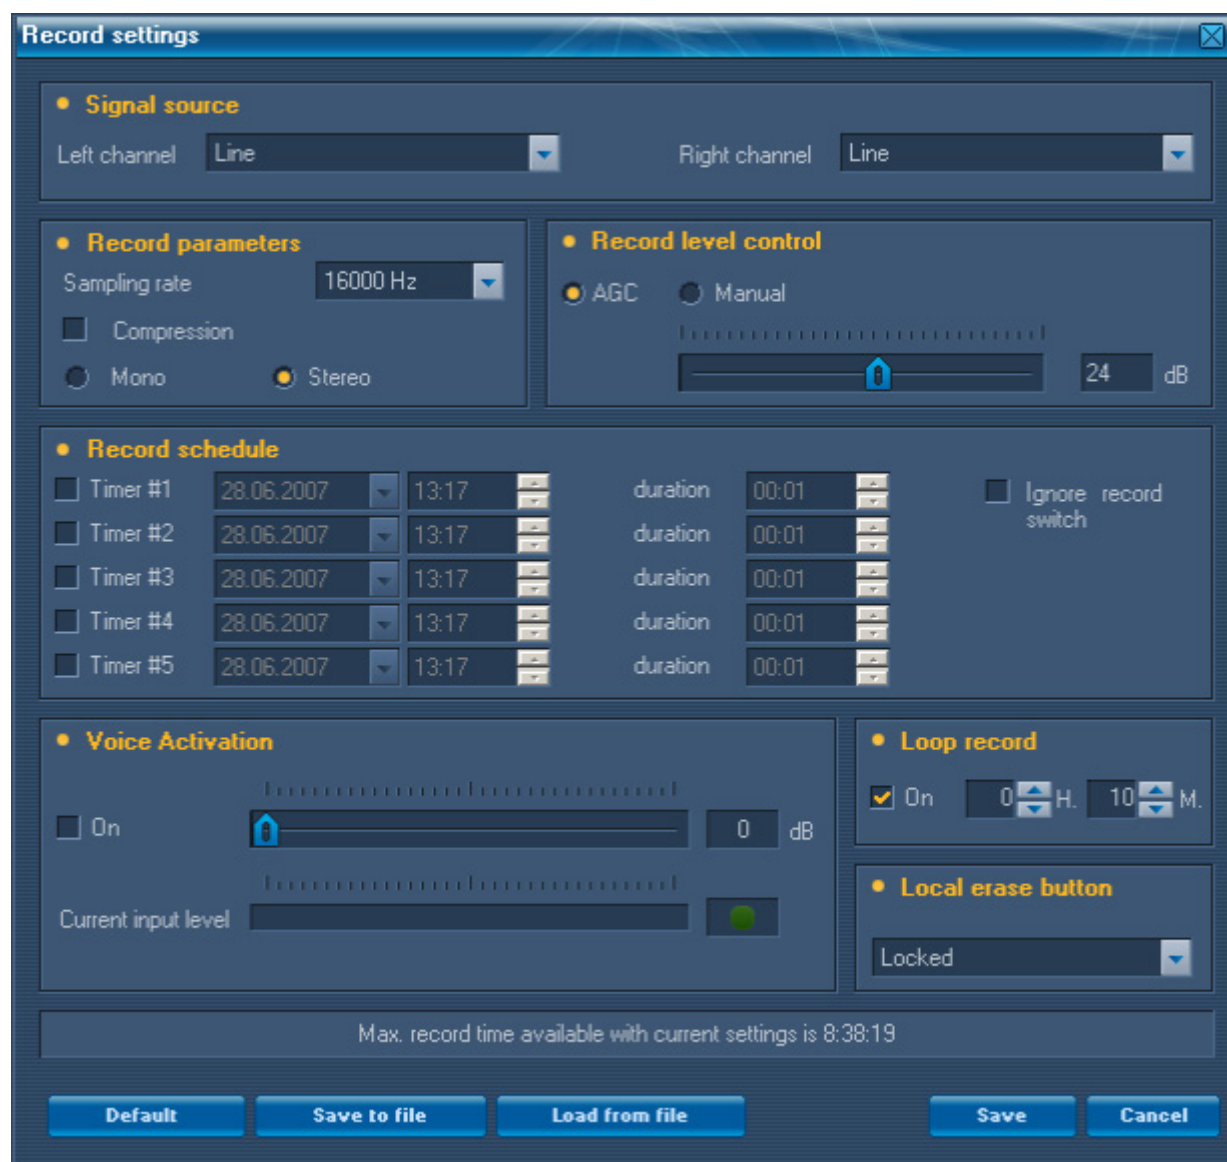 Record settings
Signal source
Left channel Line Right channel Line
Record parameters
Sampling rate 16000 Hz
Compression
Mono Stereo
Record level control
AGC Manual
24 dB
Record schedule
Timer #1 28.06.2007 13:17 duration 00:01 Ignore record
switch
Timer #2 28.06.2007 13:17 duration 00:01
Timer #3 28.06.2007 13:17 duration 00:01
Timer #4 28.06.2007 13:17 duration 00:01
Timer #5 28.06.2007 13:17 duration 00:01
Voice Activation
On 0 dB
Current input level
Loop record
On 0 H. 10 M.
Local erase button
Locked
Max. record time available with current settings is 8:38:19
Default Save to file Load from file Save Cancel